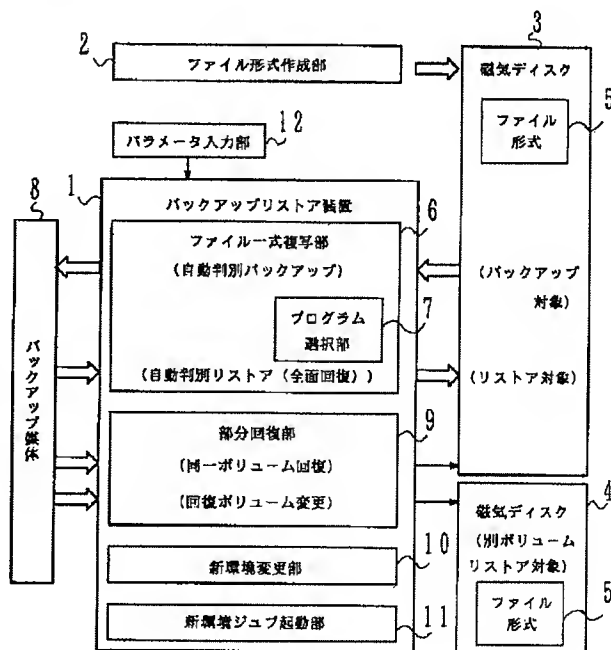 2
ファイル形式作成部
3
磁気ディスク
5
ファイル
形式
12
パラメータ入力部
1
バックアップリストア装置
8
バックアップ媒体
6
ファイル一式複写部
(自動判別バックアップ)
7
プログラム
選択部
(自動判別リストア(全面回復))
(バックアップ
対象)
(リストア対象)
9
部分回復部
(同一ボリューム回復)
(回復ボリューム変更)
4
磁気ディスク
(別ボリューム
リストア対象)
5
ファイル
形式
10
新環境変更部
11
新環境ジョブ起動部